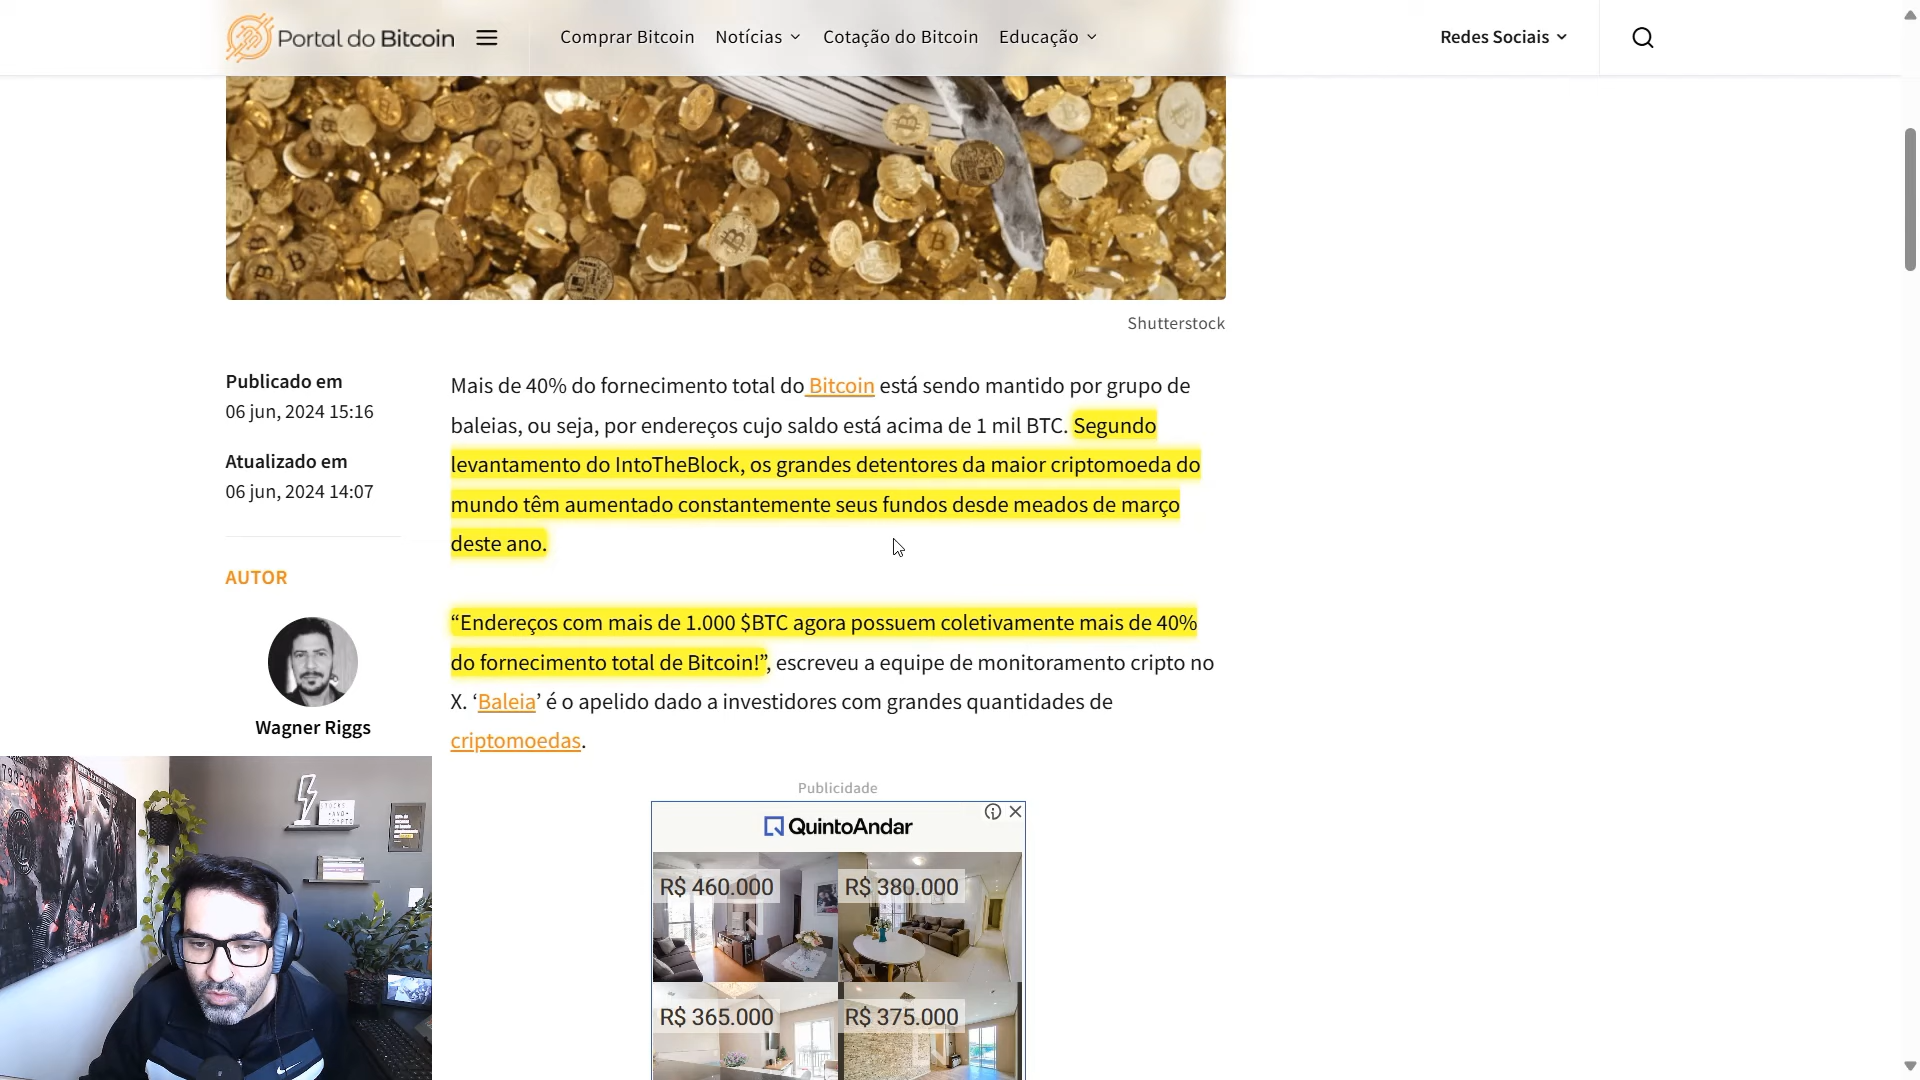 Portal do Bitcoin
Comprar Bitcoin Notícias Cotação do Bitcoin Educação
Redes Sociais
Shutterstock
Publicado em
06 jun, 2024 15:16
Atualizado em
06 jun, 2024 14:07
AUTOR
Wagner Riggs
Mais de 40% do fornecimento total do Bitcoin está sendo mantido por grupo de
baleias, ou seja, por endereços cujo saldo está acima de 1 mil BTC. Segundo
levantamento do IntoTheBlock, os grandes detentores da maior criptomoeda do
mundo têm aumentado constantemente seus fundos desde meados de março
deste ano.
“Endereços com mais de 1.000 $BTC agora possuem coletivamente mais de 40%
do fornecimento total de Bitcoin!”, escreveu a equipe de monitoramento cripto no
X. ‘Baleia’ é o apelido dado a investidores com grandes quantidades de
criptomoedas.
Publicidade
QuintoAndar
R$ 460.000
R$ 380.000
R$ 365.000
R$ 375.000